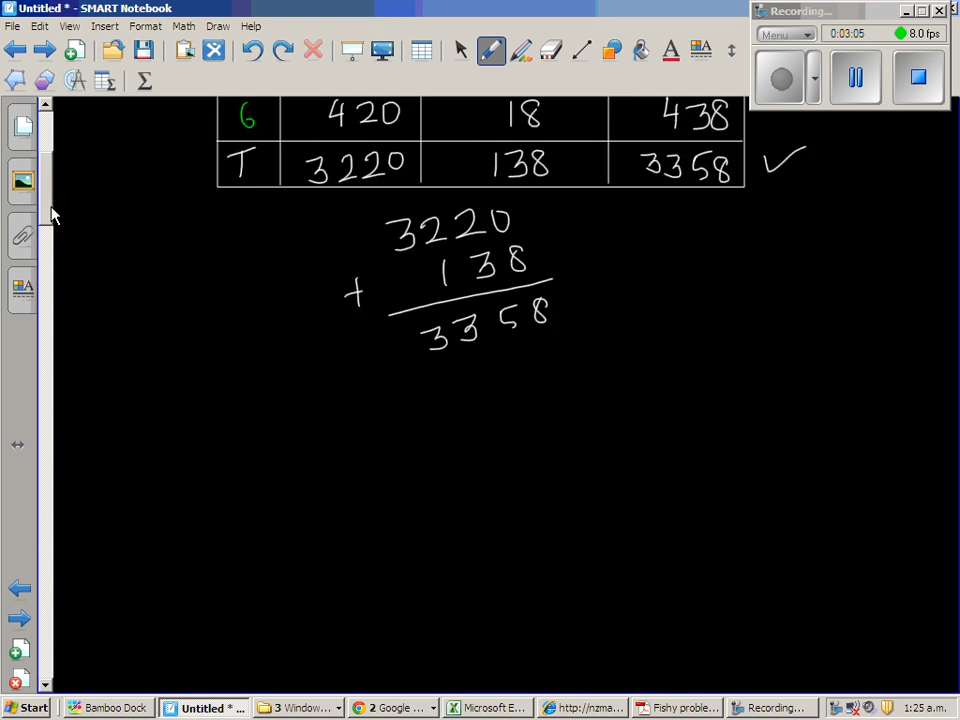 Untitled * - SMART Notebook
File Edit View Insert Format Math Draw Help
Recording...
Menu 0:03:05 8.0 fps
6 420 18 438
T 3220 138 3358 ✓
3220
138
+
3358
Start Bamboo Dock Untitled * ... 3 Window... 2 Google ... Microsoft E... http://nzma... Fishy proble... Recording... 1:25 a.m.